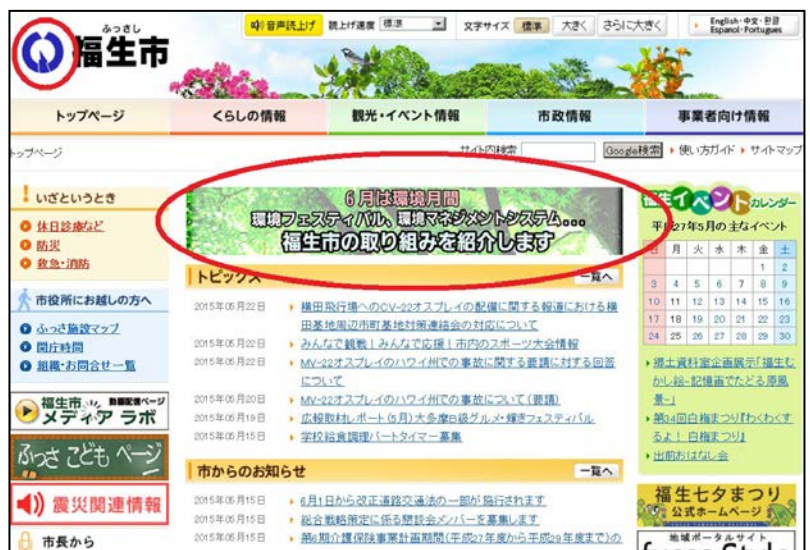 ふっさし
福生市
音声読上げ 読上げ速度 標準 文字サイズ 標準 大きく さらに大きく
English・中文・한글
Espanol・Portugues
トップページ くらしの情報 観光・イベント情報 市政情報 事業者向け情報
トップページ サイト内検索 Google検索 使い方ガイド サイトマップ
いざというとき
休日診療など
防災
救急・消防
市役所にお越しの方へ
ふっさ施設マップ
開庁時間
組織・お問合せ一覧
福生市 動画配信ページ
メディア ラボ
ふっさ こども ページ
震災関連情報
市長から
6月は環境月間
環境フェスティバル、環境マネジメントシステム...
福生市の取り組みを紹介します
トピックス 一覧へ
2015年05月22日 横田飛行場へのCV-22オスプレイの配備に関する報道における横
田基地周辺市町基地対策連絡会の対応について
2015年05月22日 みんなで観戦!みんなで応援!市内のスポーツ大会情報
2015年05月22日 MV-22オスプレイのハワイ州での事故に関する要請に対する回答
について
2015年05月20日 MV-22オスプレイのハワイ州での事故について(要請)
2015年05月19日 広報取材レポート(5月)大多摩B級グルメ・輝きフェスティバル
2015年05月15日 学校給食調理パートタイマー募集
市からのお知らせ 一覧へ
2015年05月15日 6月1日から改正道路交通法の一部が施行されます
2015年05月15日 総合戦略策定に係る懇談会メンバーを募集します
2015年05月15日 第6期介護保険事業計画期間(平成27年度から平成29年度まで)の
福生イベントカレンダー
平成27年5月の主なイベント
日 月 火 水 木 金 土
1 2
3 4 5 6 7 8 9
10 11 12 13 14 15 16
17 18 19 20 21 22 23
24 25 26 27 28 29 30
郷土資料室企画展示「福生む
かし絵-記憶画でたどる原風
景-」
第34回白梅まつり『わくわくす
るよ! 白梅まつり』
出前おはなし会
福生七夕まつり
公式ホームページ
地域ポータルサイト